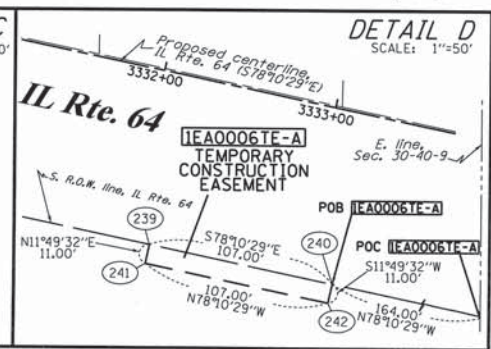 C
0'
DETAIL D
SCALE: 1"=50'
Proposed centerline,
IL Rte. 64 (S78°10'29"E)
3332+00
3333+00
IL Rte. 64
E. line,
Sec. 30-40-9
1EA0006TE-A
TEMPORARY
CONSTRUCTION
EASEMENT
S. R.O.W. line, IL Rte. 64
POB 1EA0006TE-A
POC 1EA0006TE-A
239
N11°49'32"E
11.00'
241
S78°10'29"E
107.00'
240
S11°49'32"W
11.00'
107.00'
N78°10'29"W
242
164.00'
N78°10'29"W